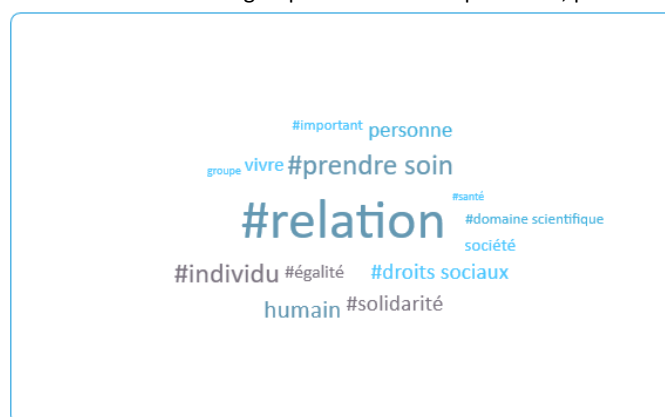 #important personne
groupe vivre #prendre soin
#santé
#relation #domaine scientifique
société
#individu #égalité #droits sociaux
humain #solidarité